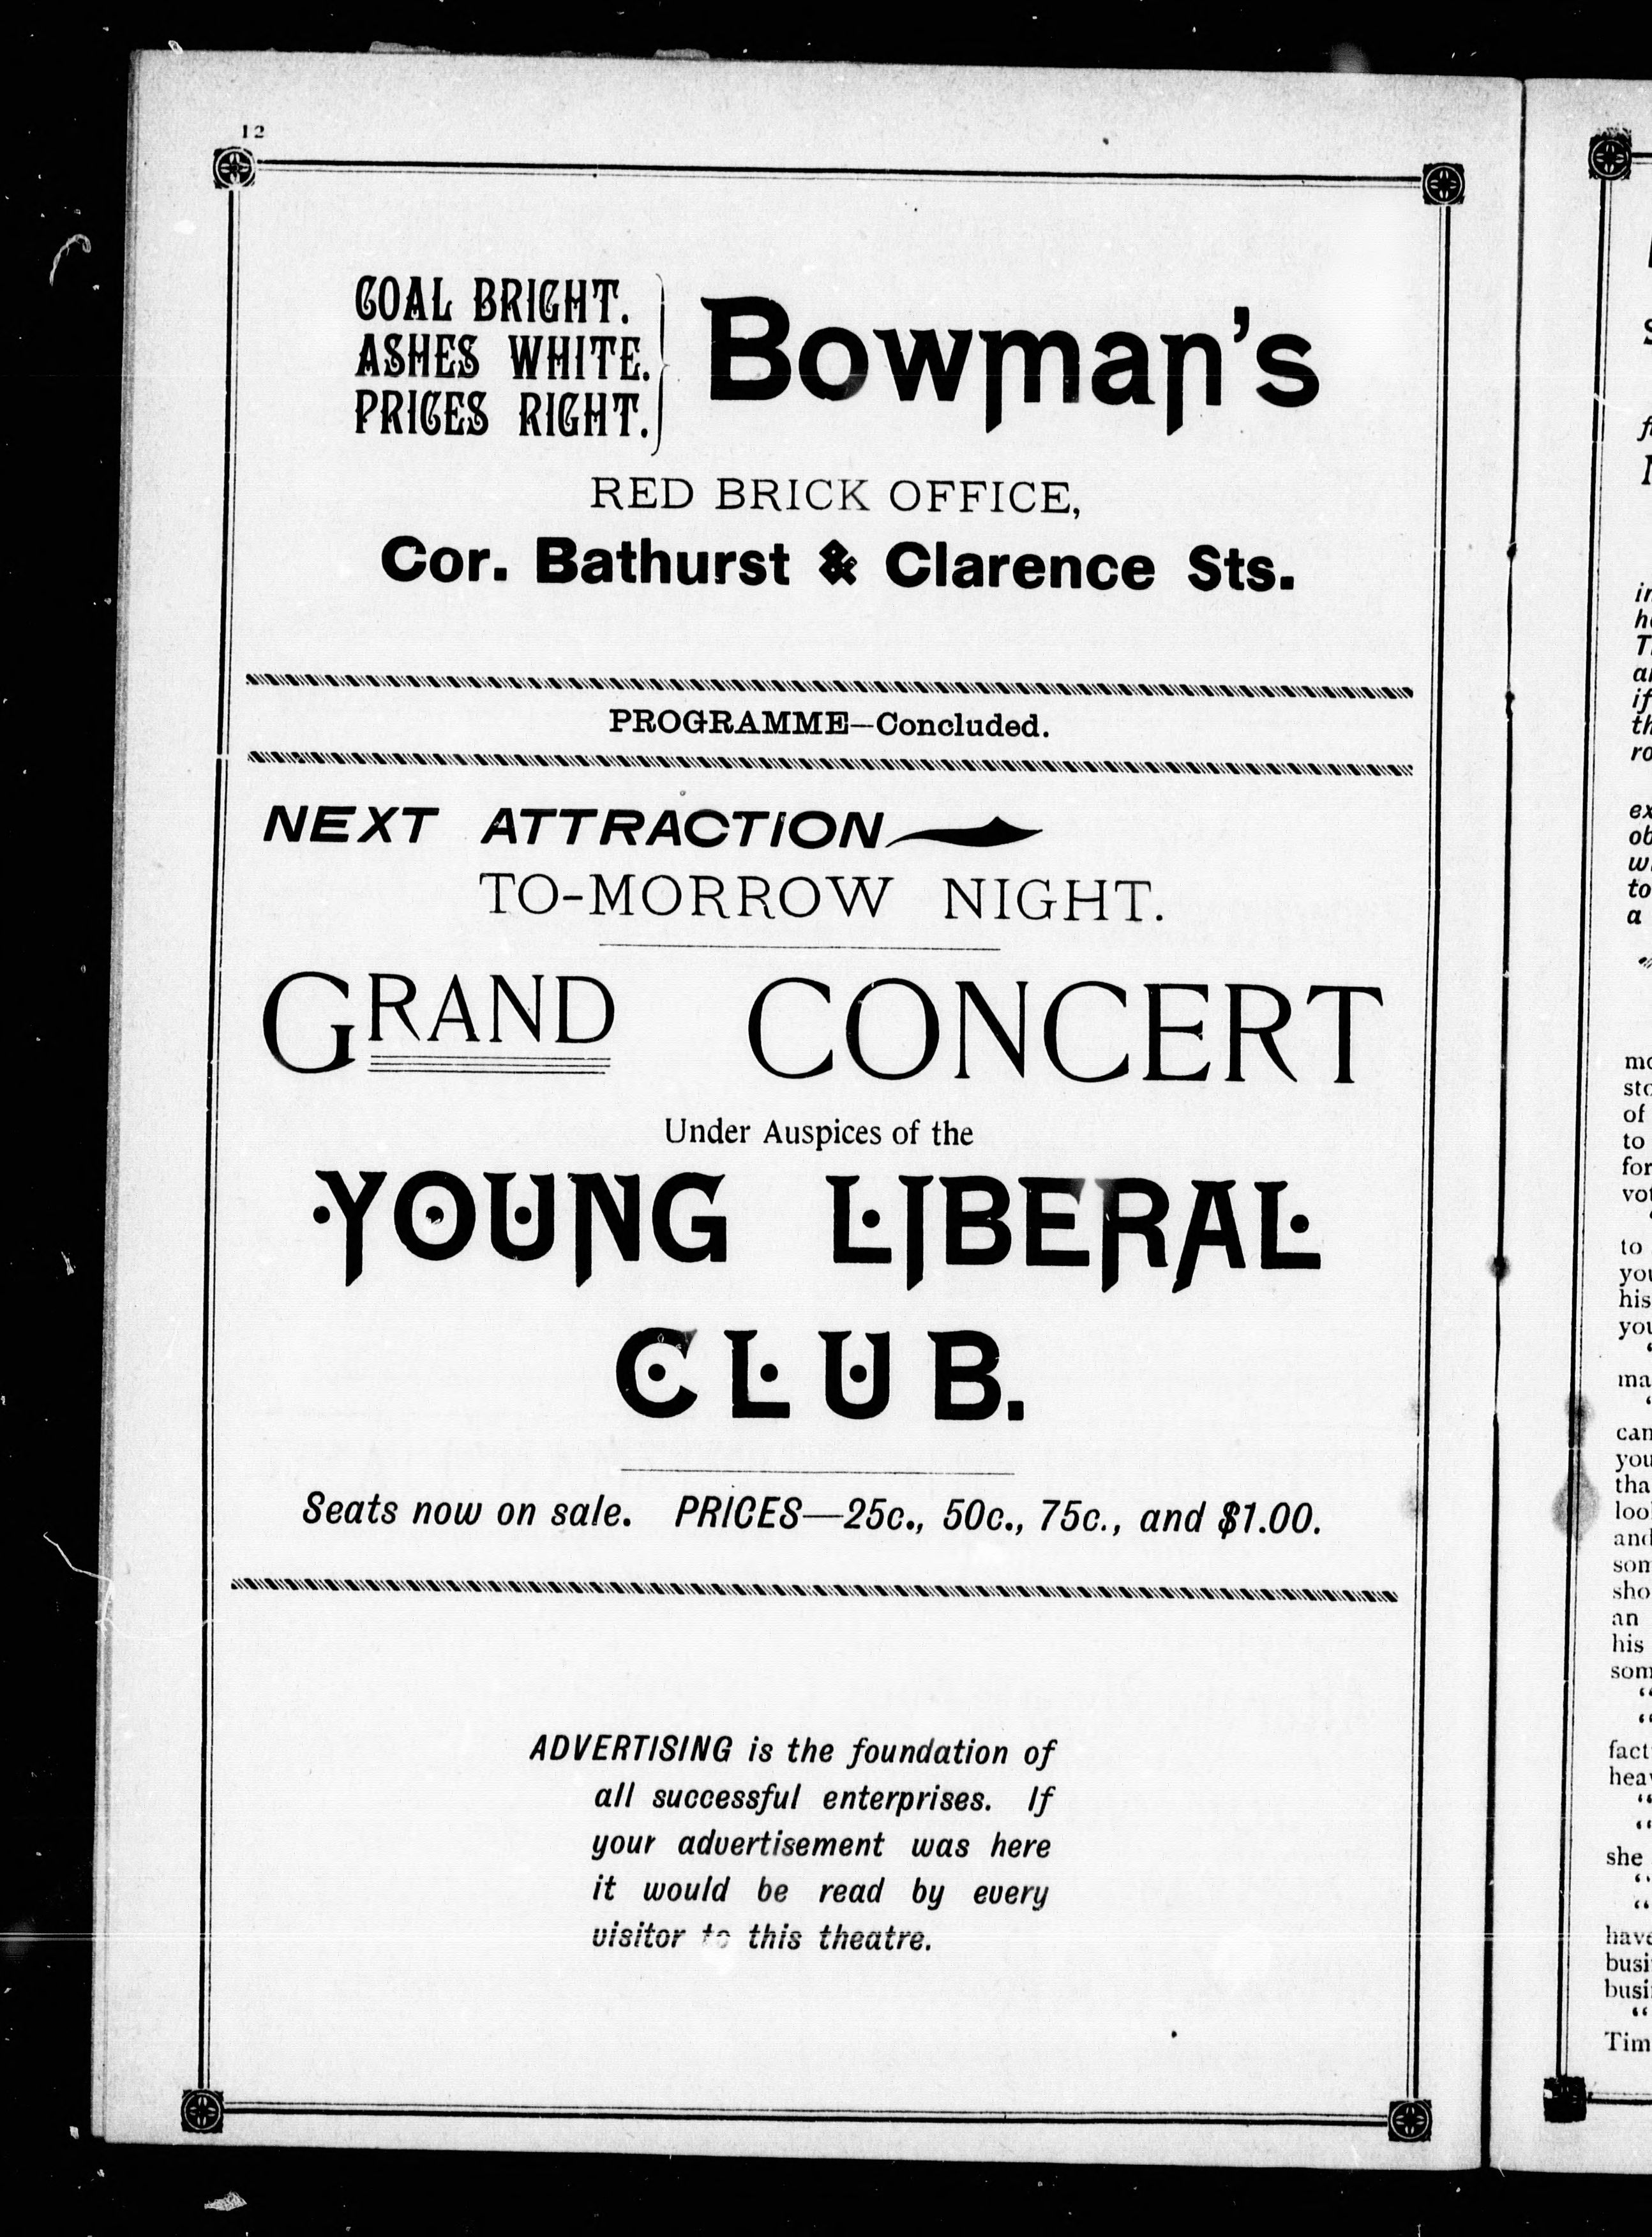 12
COAL BRIGHT.
ASHES WHITE.
PRICES RIGHT.
Bowman's
RED BRICK OFFICE,
Cor. Bathurst & Clarence Sts.
PROGRAMME—Concluded.
NEXT ATTRACTION
TO-MORROW NIGHT.
GRAND CONCERT
Under Auspices of the
YOUNG LIBERAL
CLUB.
Seats now on sale. PRICES—25c., 50c., 75c., and $1.00.
ADVERTISING is the foundation of
all successful enterprises. If
your advertisement was here
it would be read by every
visitor to this theatre.